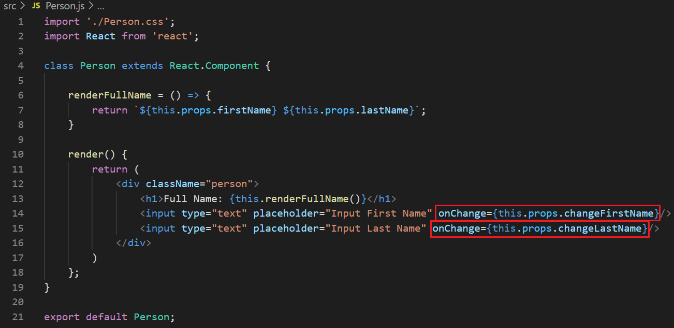 src > JS Person.js > ...
1 import './Person.css';
2 import React from 'react';
3
4 class Person extends React.Component {
5
6 renderFullName = () => {
7 return `${this.props.firstName} ${this.props.lastName}`;
8 }
9
10 render() {
11 return (
12 <div className="person">
13 <h1>Full Name: {this.renderFullName()}</h1>
14 <input type="text" placeholder="Input First Name" onChange={this.props.changeFirstName}/>
15 <input type="text" placeholder="Input Last Name" onChange={this.props.changeLastName}/>
16 </div>
17 )
18 };
19 }
20
21 export default Person;